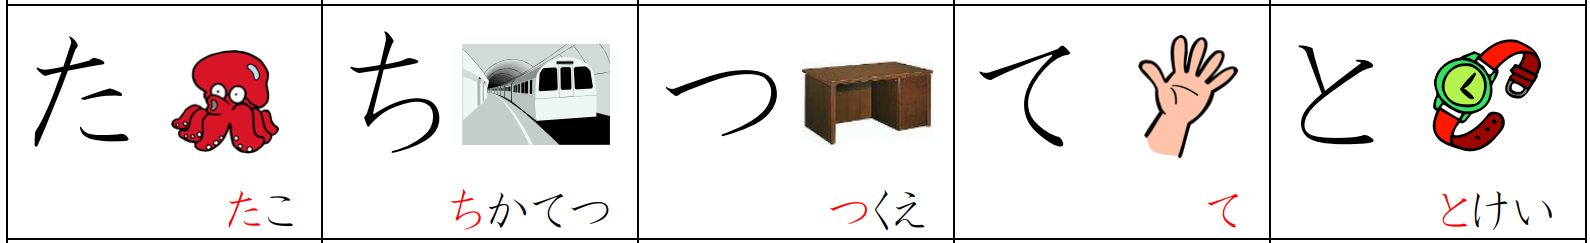 た ち つ て と
たこ ちかてつ つくえ て とけい